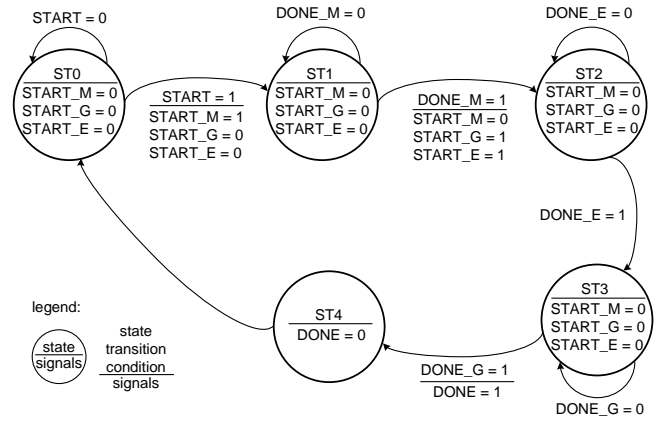 START = 0
DONE_M = 0
DONE_E = 0
ST0
START_M = 0
START_G = 0
START_E = 0
START = 1
START_M = 1
START_G = 0
START_E = 0
ST1
START_M = 0
START_G = 0
START_E = 0
DONE_M = 1
START_M = 0
START_G = 1
START_E = 1
ST2
START_M = 0
START_G = 0
START_E = 0
DONE_E = 1
ST3
START_M = 0
START_G = 0
START_E = 0
DONE_G = 0
DONE_G = 1
DONE = 1
ST4
DONE = 0
legend:
state
signals
state
transition
condition
signals